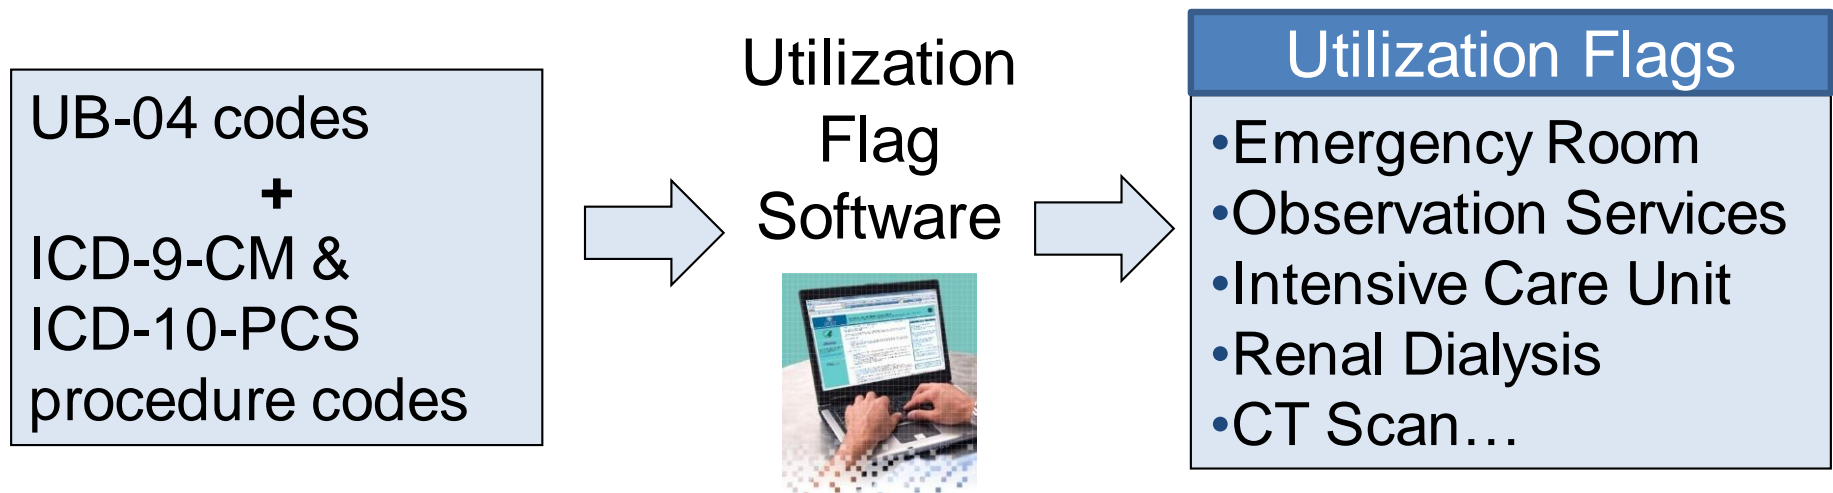 UB-04 codes
+
ICD-9-CM &
ICD-10-PCS
procedure codes
Utilization
Flag
Software
Utilization Flags
•Emergency Room
•Observation Services
•Intensive Care Unit
•Renal Dialysis
•CT Scan…